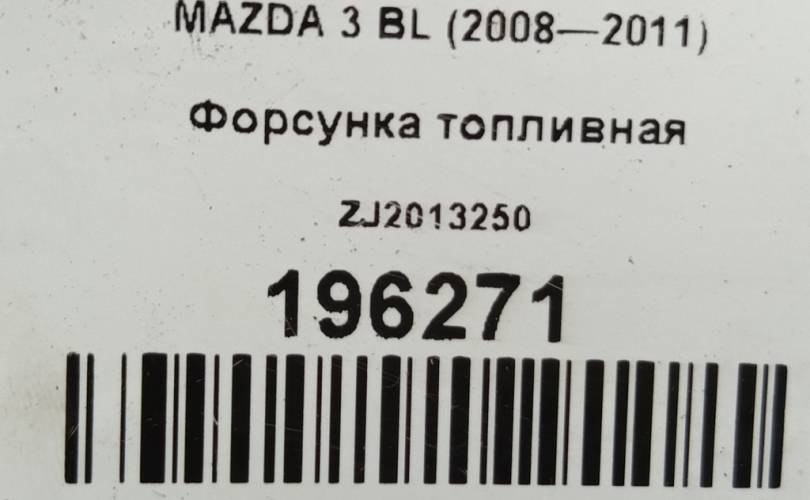 MAZDA 3 BL (2008—2011)
Форсунка топливная
ZJ2013250
196271